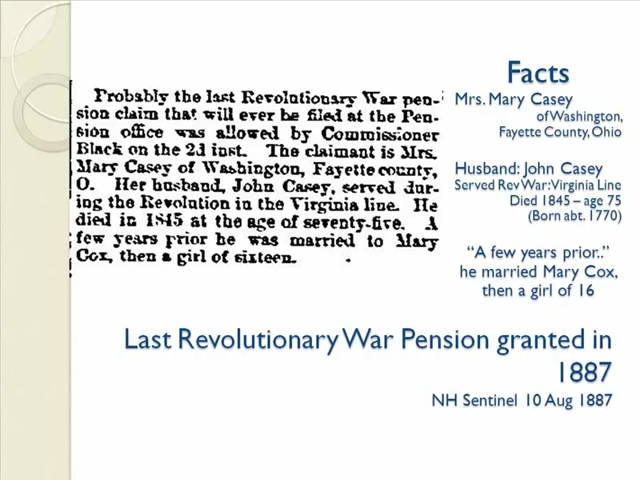 Probably the last Revolutionary War pen-
sion claim that will ever be filed at the Pen-
sion office was allowed by Commissioner
Black on the 2d inst. The claimant is Mrs.
Mary Casey of Washington, Fayette county,
O. Her husband, John Casey, served dur-
ing the Revolution in the Virginia line. He
died in 1845 at the age of seventy-five. A
few years prior he was married to Mary
Cox, then a girl of sixteen.
Facts
Mrs. Mary Casey
of Washington,
Fayette County, Ohio
Husband: John Casey
Served Rev War: Virginia Line
Died 1845 – age 75
(Born abt. 1770)
“A few years prior..”
he married Mary Cox,
then a girl of 16
Last Revolutionary War Pension granted in
1887
NH Sentinel 10 Aug 1887